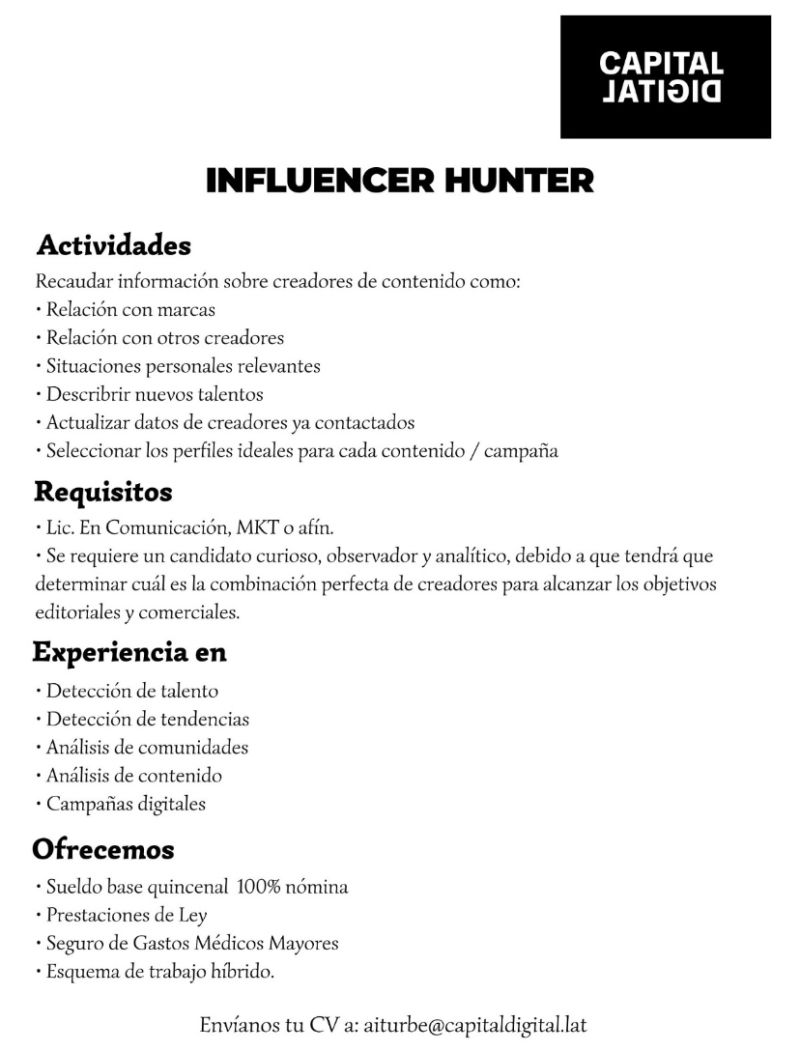 CAPITAL
DIGITAL
INFLUENCER HUNTER
Actividades
Recaudar información sobre creadores de contenido como:
• Relación con marcas
• Relación con otros creadores
• Situaciones personales relevantes
• Describrir nuevos talentos
• Actualizar datos de creadores ya contactados
• Seleccionar los perfiles ideales para cada contenido / campaña
Requisitos
• Lic. En Comunicación, MKT o afín.
• Se requiere un candidato curioso, observador y analítico, debido a que tendrá que
determinar cuál es la combinación perfecta de creadores para alcanzar los objetivos
editoriales y comerciales.
Experiencia en
• Detección de talento
• Detección de tendencias
• Análisis de comunidades
• Análisis de contenido
• Campañas digitales
Ofrecemos
• Sueldo base quincenal 100% nómina
• Prestaciones de Ley
• Seguro de Gastos Médicos Mayores
• Esquema de trabajo híbrido.
Envíanos tu CV a: aiturbe@capitaldigital.lat